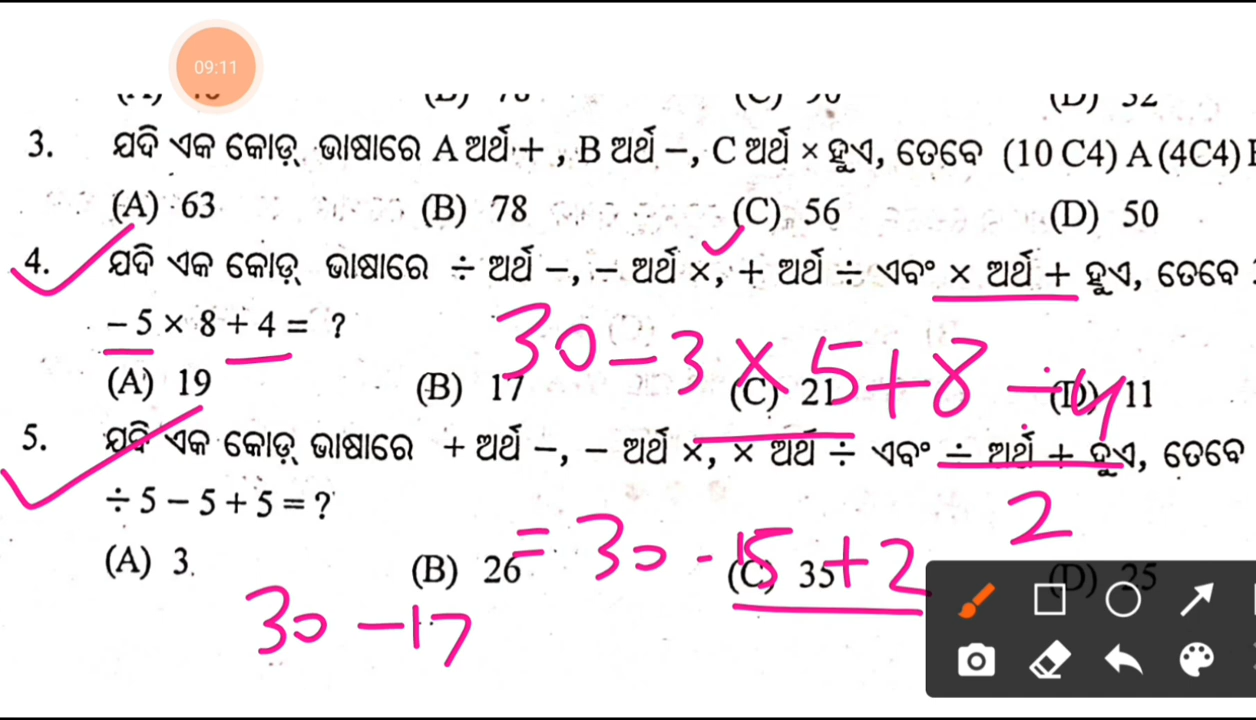 09:11
3. ଯଦି ଏକ କୋଡ଼୍ ଭାଷାରେ A ଅର୍ଥ + , B ଅର୍ଥ −, C ଅର୍ଥ × ହୁଏ, ତେବେ (10 C4) A (4C4)
(A) 63 (B) 78 (C) 56 (D) 50
4. ଯଦି ଏକ କୋଡ଼୍ ଭାଷାରେ ÷ ଅର୍ଥ −, − ଅର୍ଥ ×, + ଅର୍ଥ ÷ ଏବଂ × ଅର୍ଥ + ହୁଏ, ତେବେ
− 5 × 8 + 4 = ?
30 − 3 × 5 + 8 ÷ 4
(A) 19 (B) 17 (C) 21 (D) 11
5. ଯଦି ଏକ କୋଡ଼୍ ଭାଷାରେ + ଅର୍ଥ −, − ଅର୍ଥ ×, × ଅର୍ଥ ÷ ଏବଂ ÷ ଅର୍ଥ + ହୁଏ, ତେବେ
÷ 5 − 5 + 5 = ?
2
= 30 - 15 + 2
(A) 3. (B) 26 (C) 35 (D) 25
30 − 17